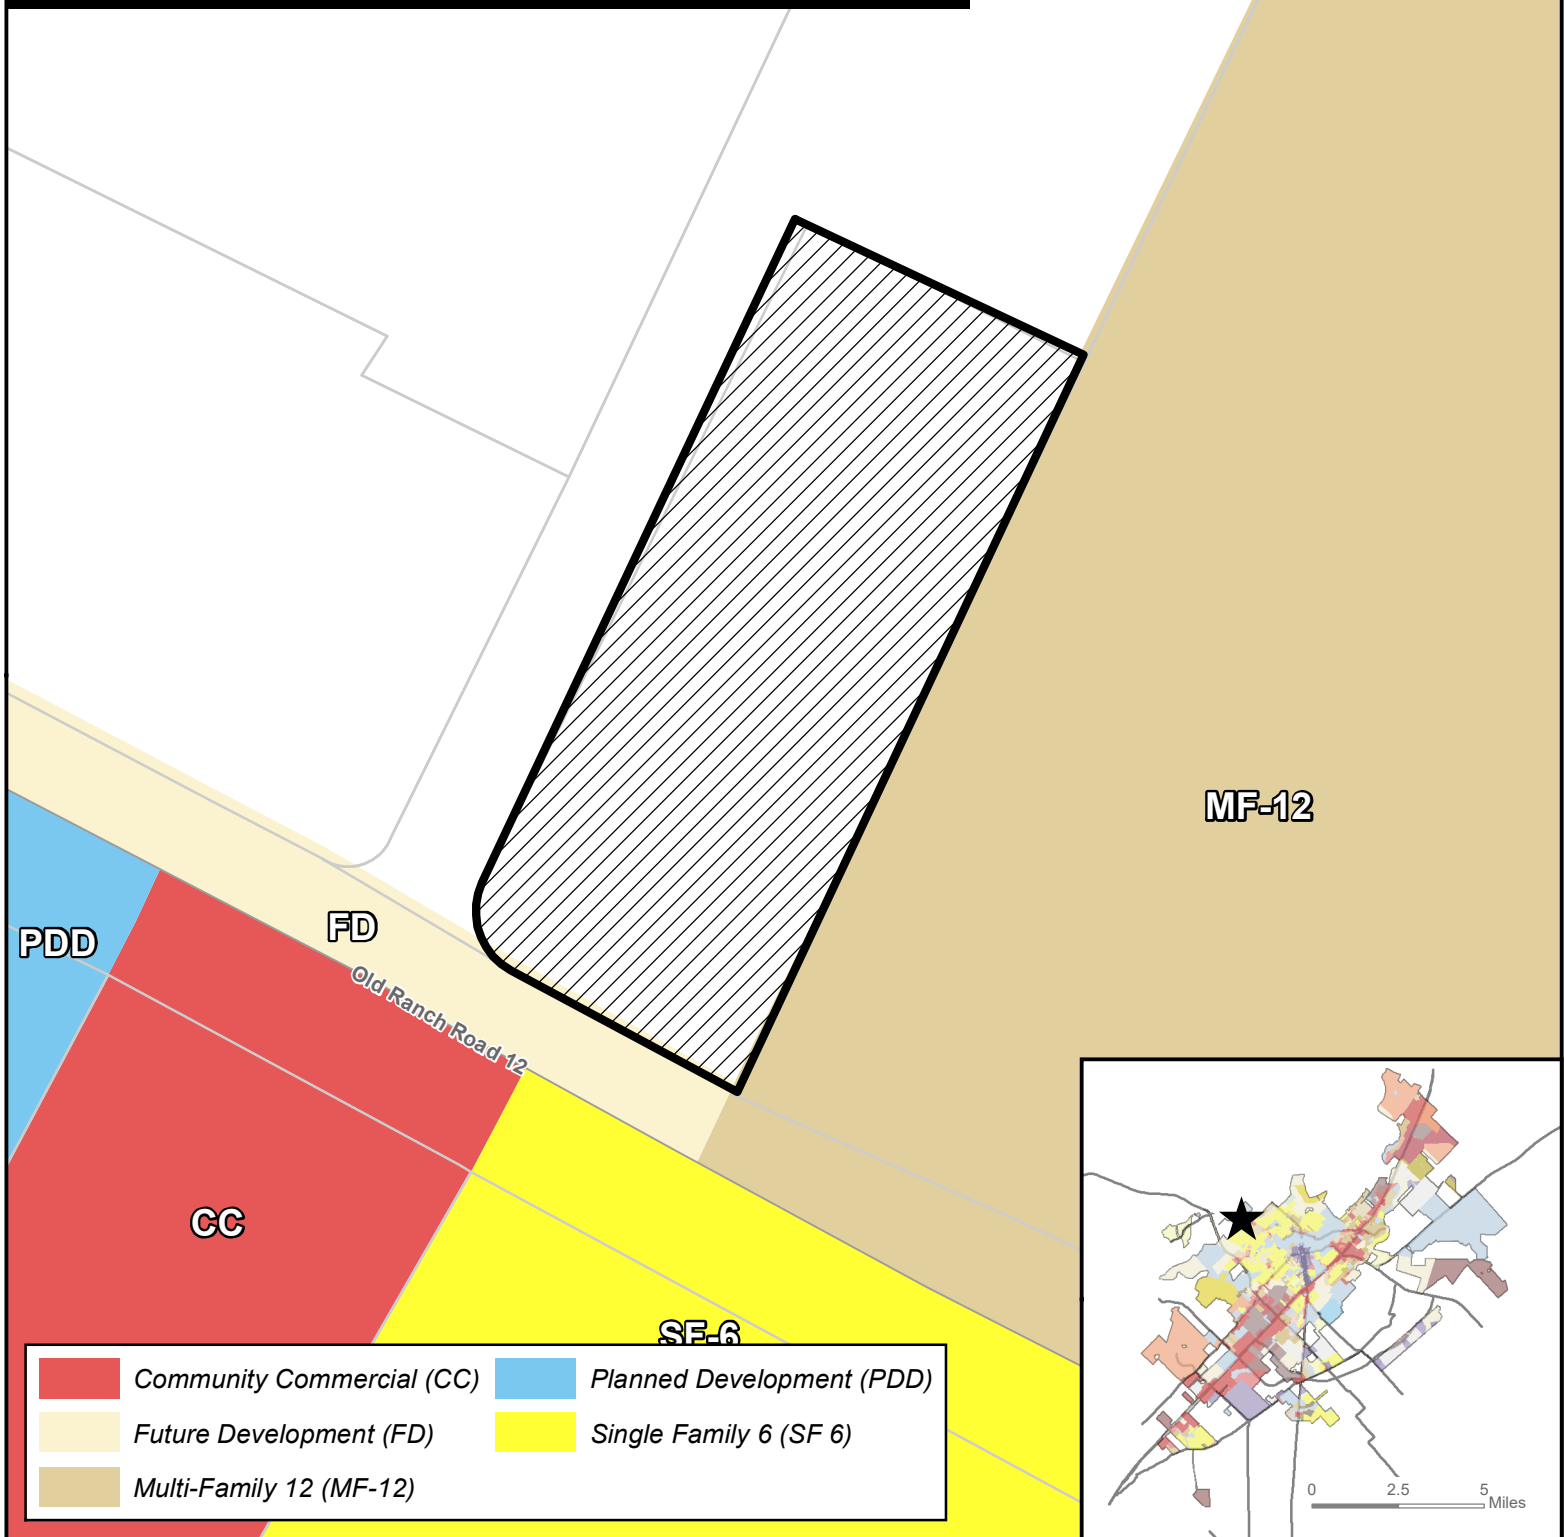 MF-12
FD
PDD
Old Ranch Road 12
CC
SF-6
Community Commercial (CC)
Planned Development (PDD)
Future Development (FD)
Single Family 6 (SF 6)
Multi-Family 12 (MF-12)
0 2.5 5
Miles